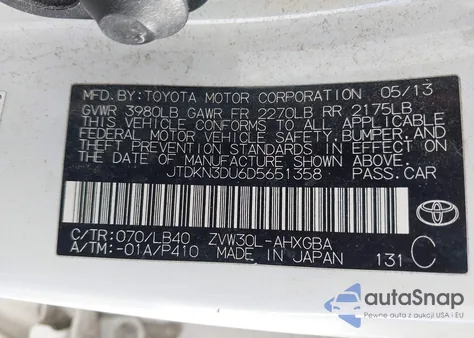 MFD.BY:TOYOTA MOTOR CORPORATION 05/13
GVWR 3980LB GAWR FR 2270LB RR 2175LB
THIS VEHICLE CONFORMS TO ALL APPLICABLE
FEDERAL MOTOR VEHICLE SAFETY, BUMPER, AND
THEFT PREVENTION STANDARDS IN EFFECT ON
THE DATE OF MANUFACTURE SHOWN ABOVE.
JTDKN3DU6D5651358 PASS.CAR
C/TR:070/LB40 ZVW30L-AHXGBA
A/TM:-01A/P410 MADE IN JAPAN 131 C
TOYOTA
autoSnap
Pewne auta z USA i EU